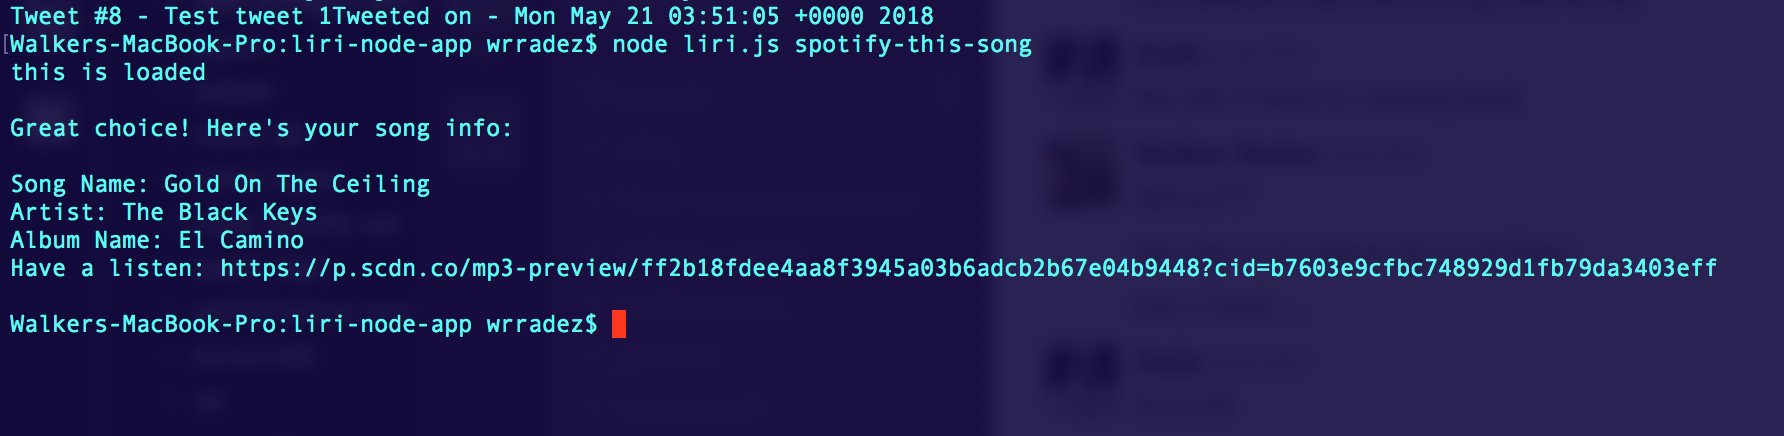 Tweet #8 - Test tweet 1Tweeted on - Mon May 21 03:51:05 +0000 2018
[Walkers-MacBook-Pro:liri-node-app wrradez$ node liri.js spotify-this-song
this is loaded
Great choice! Here's your song info:
Song Name: Gold On The Ceiling
Artist: The Black Keys
Album Name: El Camino
Have a listen: https://p.scdn.co/mp3-preview/ff2b18fdee4aa8f3945a03b6adcb2b67e04b9448?cid=b7603e9cfbc748929d1fb79da3403eff
Walkers-MacBook-Pro:liri-node-app wrradez$